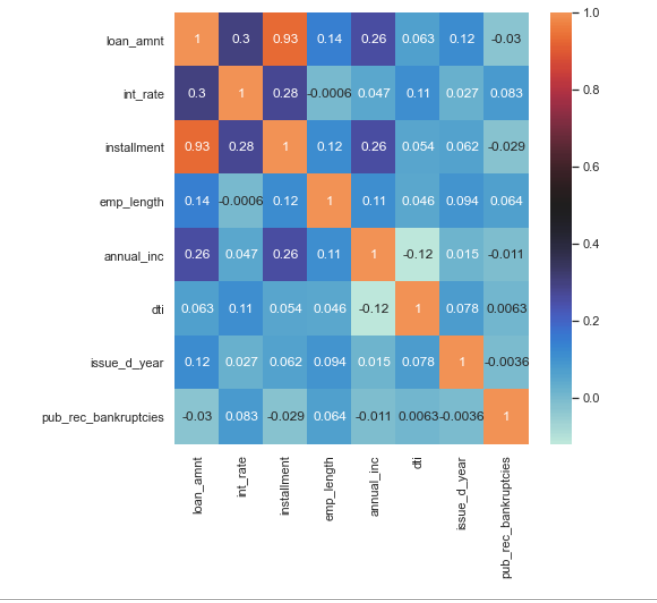 loan_amnt 1 0.3 0.93 0.14 0.26 0.063 0.12 -0.03
int_rate 0.3 1 0.28 -0.0006 0.047 0.11 0.027 0.083
installment 0.93 0.28 1 0.12 0.26 0.054 0.062 -0.029
emp_length 0.14 -0.0006 0.12 1 0.11 0.046 0.094 0.064
annual_inc 0.26 0.047 0.26 0.11 1 -0.12 0.015 -0.011
dti 0.063 0.11 0.054 0.046 -0.12 1 0.078 0.0063
issue_d_year 0.12 0.027 0.062 0.094 0.015 0.078 1 -0.0036
pub_rec_bankruptcies -0.03 0.083 -0.029 0.064 -0.011 0.0063 -0.0036 1
loan_amnt
int_rate
installment
emp_length
annual_inc
dti
issue_d_year
pub_rec_bankruptcies
1.0
0.8
0.6
0.4
0.2
0.0